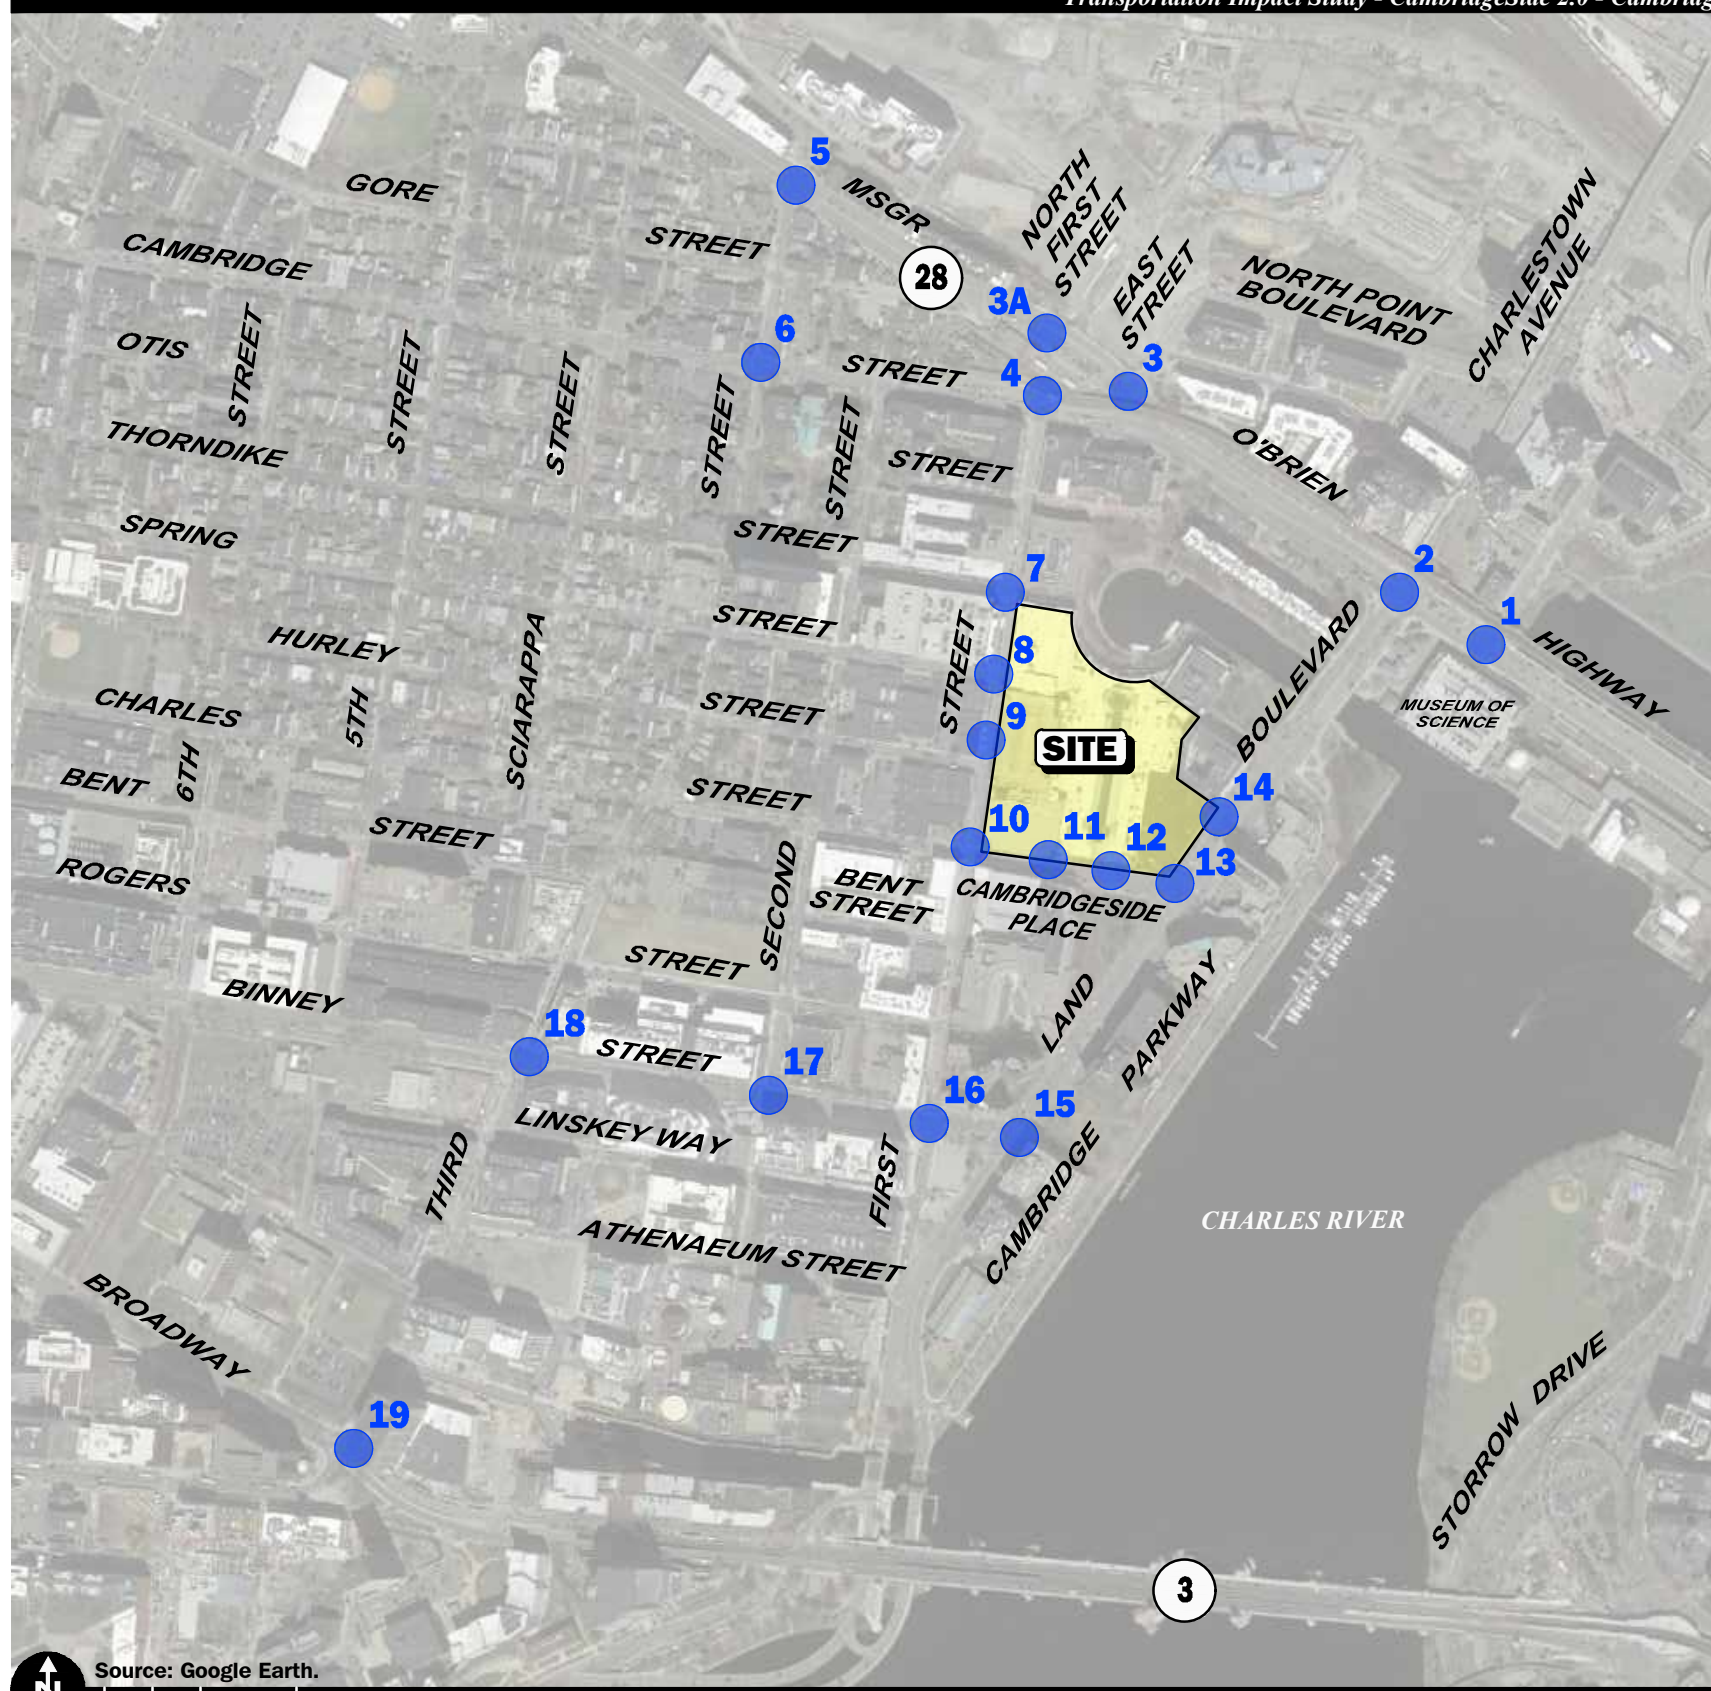 Transportation Impact Study - CambridgeSide 2.0 - Cambridg
5
MSGR
GORE
STREET
NORTH
FIRST
STREET
EAST
STREET
CHARLESTOWN
AVENUE
CAMBRIDGE
28
NORTH POINT
BOULEVARD
3A
6
OTIS
STREET
STREET
STREET
STREET
STREET
4
3
STREET
STREET
THORNDIKE
STREET
O'BRIEN
SPRING
STREET
7
2
1
HURLEY
SCIARAPPA
STREET
STREET
8
BOULEVARD
HIGHWAY
CHARLES
5TH
STREET
9
MUSEUM OF
SCIENCE
SITE
BENT
6TH
STREET
14
STREET
10
11
12
13
ROGERS
SECOND
BENT
STREET
CAMBRIDGESIDE
PLACE
STREET
BINNEY
LAND
PARKWAY
18
STREET
17
16
15
LINSKEY WAY
THIRD
FIRST
CAMBRIDGE
CHARLES RIVER
ATHENAEUM STREET
BROADWAY
STORROW DRIVE
19
3
N
Source: Google Earth.